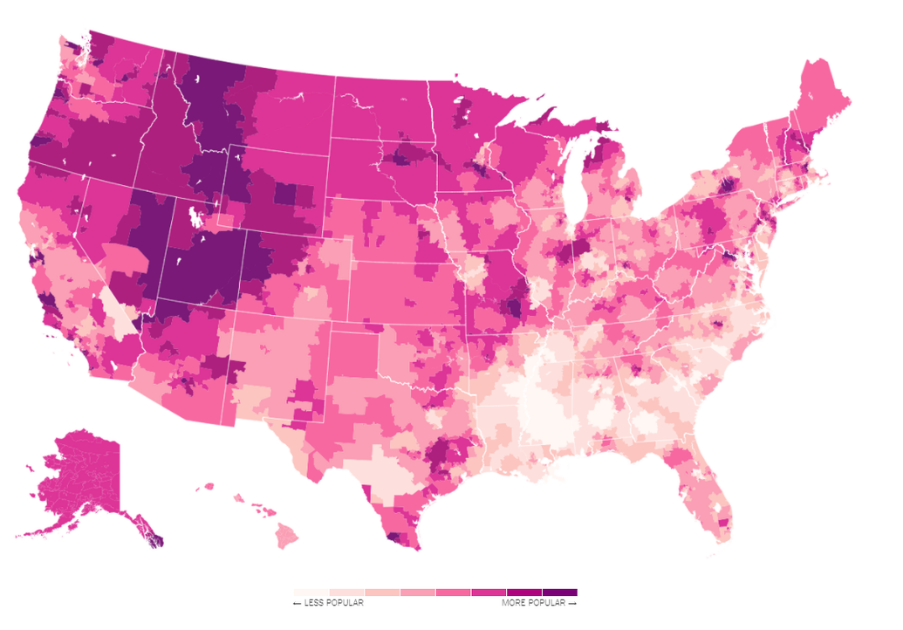 ← LESS POPULAR MORE POPULAR →